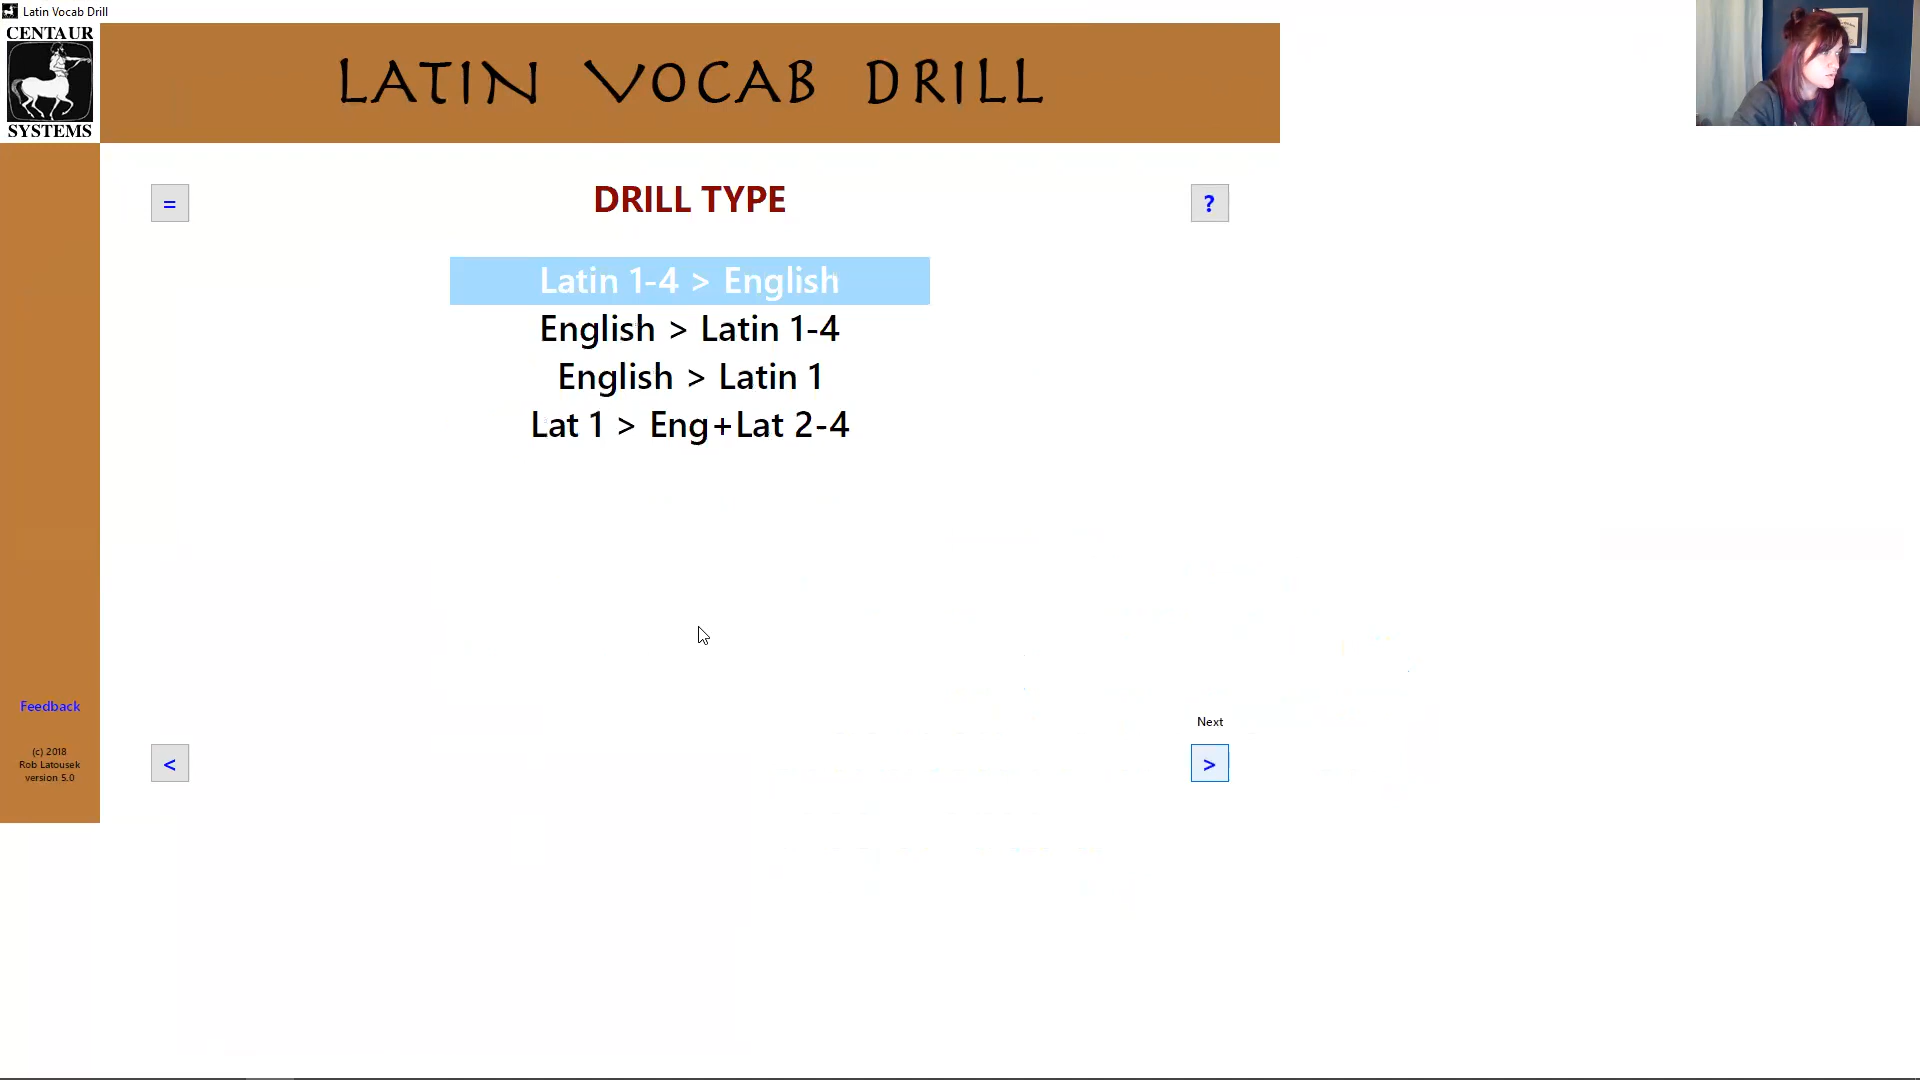 Latin Vocab Drill
CENTAUR
SYSTEMS
LATIN VOCAB DRILL
=
DRILL TYPE
?
Latin 1-4 > English
English > Latin 1-4
English > Latin 1
Lat 1 > Eng+Lat 2-4
Feedback
(c) 2018
Rob Latousek
version 5.0
Next
<
>